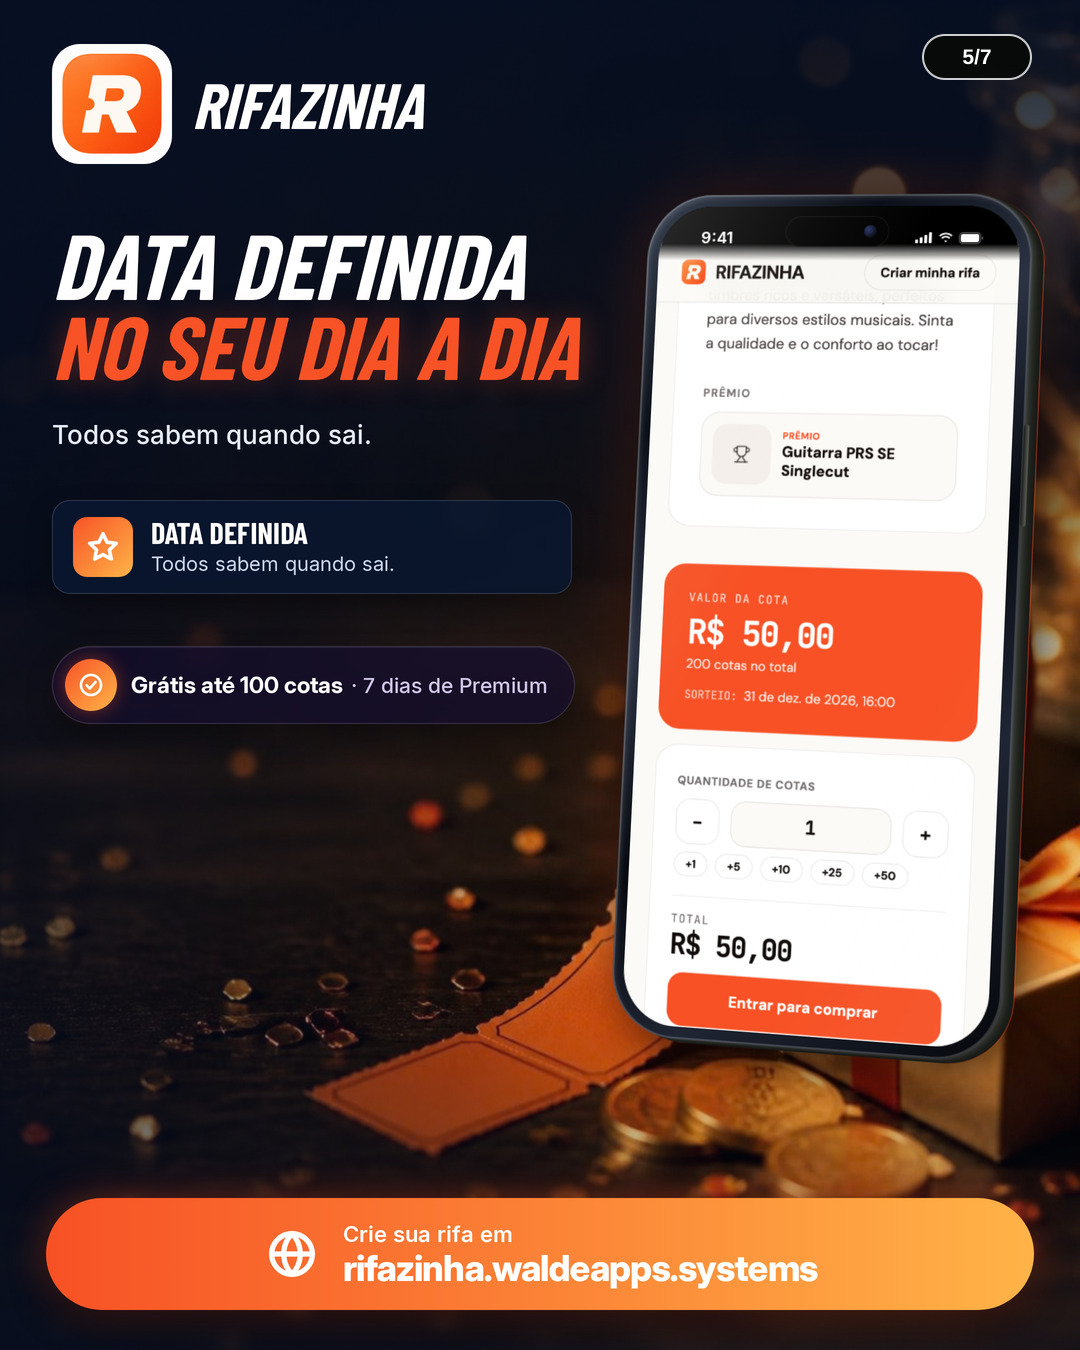 RIFAZINHA
5/7
DATA DEFINIDA
NO SEU DIA A DIA
Todos sabem quando sai.
DATA DEFINIDA
Todos sabem quando sai.
Grátis até 100 cotas · 7 dias de Premium
9:41
RIFAZINHA
Criar minha rifa
para diversos estilos musicais. Sinta
a qualidade e o conforto ao tocar!
PRÊMIO
PRÊMIO
Guitarra PRS SE
Singlecut
VALOR DA COTA
R$ 50,00
200 cotas no total
SORTEIO: 31 de dez. de 2026, 16:00
QUANTIDADE DE COTAS
- 1 +
+1 +5 +10 +25 +50
TOTAL
R$ 50,00
Entrar para comprar
Crie sua rifa em
rifazinha.waldeapps.systems